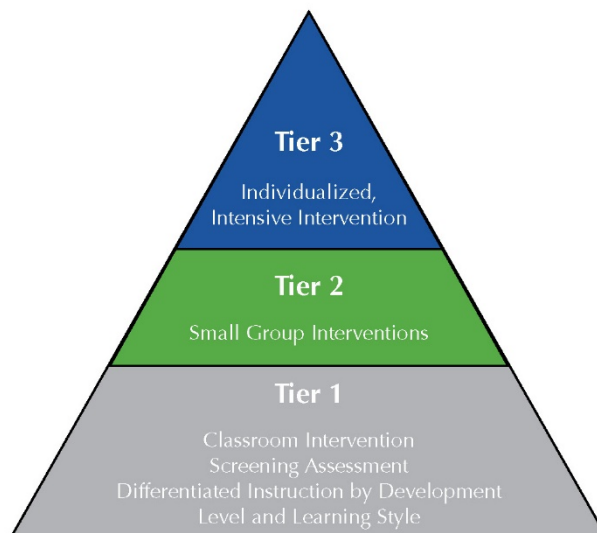 Tier 3
Individualized,
Intensive Intervention
Tier 2
Small Group Interventions
Tier 1
Classroom Intervention
Screening Assessment
Differentiated Instruction by Development
Level and Learning Style